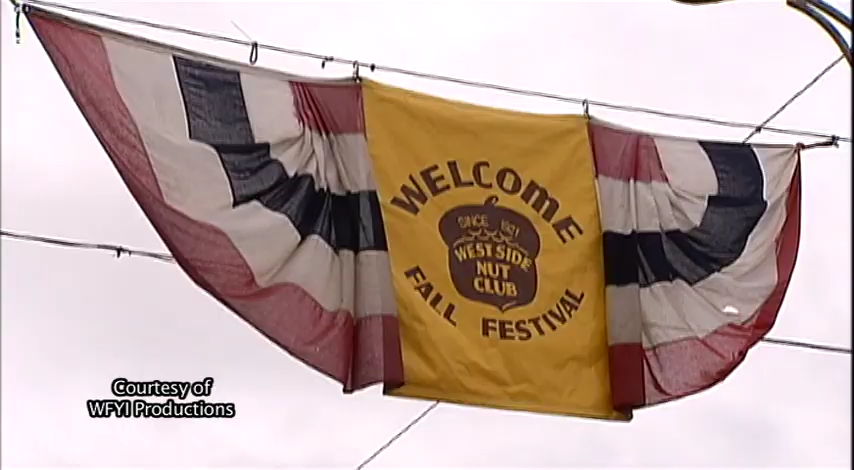 WELCOME
SINCE 1921
WEST SIDE
NUT
CLUB
FALL FESTIVAL
Courtesy of
WFYI Productions